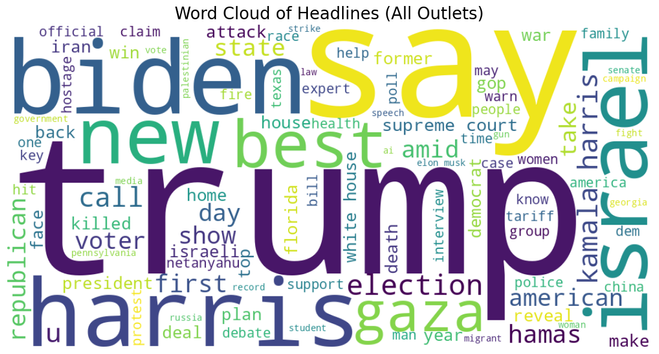 Word Cloud of Headlines (All Outlets)
official claim attack race strike
iran win vote state help former war family
hostage palestinian texas law expert poll may gop senate
biden say warn campaign
fire people
government new best house health speech supreme court time gun take fight
back ai
one key amid elon_musk case women america
trump
hit media home white house bill interview democrat know georgia
republican face call day florida tariff dem
killed show death group
voter israeli
pennsylvania netanyahu top kamala harris israel
president first support election police china
protest record american
harris gaza reveal
u russia plan woman
deal debate student man year migrant hamas make